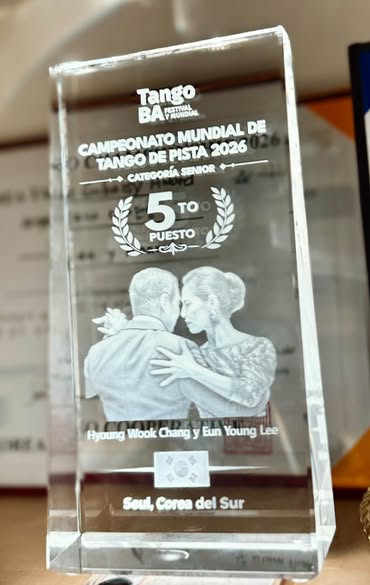 Tango
BA FESTIVAL
Y MUNDIAL
CAMPEONATO MUNDIAL DE
TANGO DE PISTA 2026
CATEGORÍA SENIOR
5TO
PUESTO
Hyoung Wook Chang y Eun Young Lee
Seul, Corea del Sur